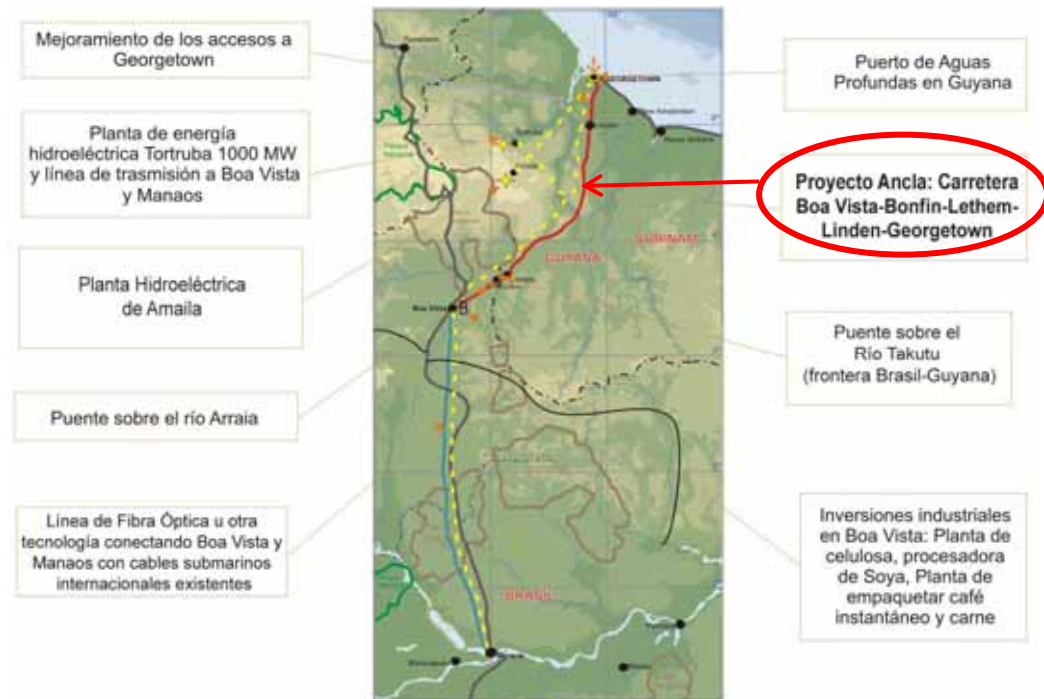 Mejoramiento de los accesos a
Georgetown
Planta de energía
hidroeléctrica Tortruba 1000 MW
y línea de trasmisión a Boa Vista
y Manaos
Planta Hidroeléctrica
de Amaila
Puente sobre el río Arraia
Línea de Fibra Óptica u otra
tecnología conectando Boa Vista y
Manaos con cables submarinos
internacionales existentes
GEORGETOWN
SURINAM
GUYANA
Boa Vista
B
BRASIL
Puerto de Aguas
Profundas en Guyana
Proyecto Ancla: Carretera
Boa Vista-Bonfin-Lethem-
Linden-Georgetown
Puente sobre el
Río Takutu
(frontera Brasil-Guyana)
Inversiones industriales
en Boa Vista: Planta de
celulosa, procesadora
de Soya, Planta de
empaquetar café
instantáneo y carne